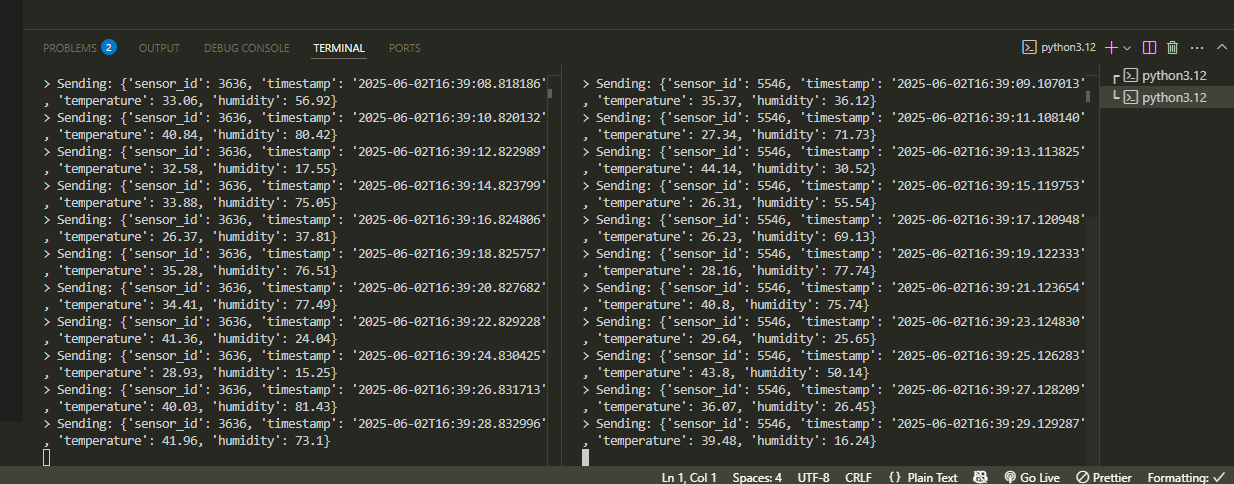 PROBLEMS 2 OUTPUT DEBUG CONSOLE TERMINAL PORTS
python3.12
> Sending: {'sensor_id': 3636, 'timestamp': '2025-06-02T16:39:08.818186'
, 'temperature': 33.06, 'humidity': 56.92}
> Sending: {'sensor_id': 3636, 'timestamp': '2025-06-02T16:39:10.820132'
, 'temperature': 40.84, 'humidity': 80.42}
> Sending: {'sensor_id': 3636, 'timestamp': '2025-06-02T16:39:12.822989'
, 'temperature': 32.58, 'humidity': 17.55}
> Sending: {'sensor_id': 3636, 'timestamp': '2025-06-02T16:39:14.823799'
, 'temperature': 33.88, 'humidity': 75.05}
> Sending: {'sensor_id': 3636, 'timestamp': '2025-06-02T16:39:16.824806'
, 'temperature': 26.37, 'humidity': 37.81}
> Sending: {'sensor_id': 3636, 'timestamp': '2025-06-02T16:39:18.825757'
, 'temperature': 35.28, 'humidity': 76.51}
> Sending: {'sensor_id': 3636, 'timestamp': '2025-06-02T16:39:20.827682'
, 'temperature': 34.41, 'humidity': 77.49}
> Sending: {'sensor_id': 3636, 'timestamp': '2025-06-02T16:39:22.829228'
, 'temperature': 41.36, 'humidity': 24.04}
> Sending: {'sensor_id': 3636, 'timestamp': '2025-06-02T16:39:24.830425'
, 'temperature': 28.93, 'humidity': 15.25}
> Sending: {'sensor_id': 3636, 'timestamp': '2025-06-02T16:39:26.831713'
, 'temperature': 40.03, 'humidity': 81.43}
> Sending: {'sensor_id': 3636, 'timestamp': '2025-06-02T16:39:28.832996'
, 'temperature': 41.96, 'humidity': 73.1}
> Sending: {'sensor_id': 5546, 'timestamp': '2025-06-02T16:39:09.107013'
, 'temperature': 35.37, 'humidity': 36.12}
> Sending: {'sensor_id': 5546, 'timestamp': '2025-06-02T16:39:11.108140'
, 'temperature': 27.34, 'humidity': 71.73}
> Sending: {'sensor_id': 5546, 'timestamp': '2025-06-02T16:39:13.113825'
, 'temperature': 44.14, 'humidity': 30.52}
> Sending: {'sensor_id': 5546, 'timestamp': '2025-06-02T16:39:15.119753'
, 'temperature': 26.31, 'humidity': 55.54}
> Sending: {'sensor_id': 5546, 'timestamp': '2025-06-02T16:39:17.120948'
, 'temperature': 26.23, 'humidity': 69.13}
> Sending: {'sensor_id': 5546, 'timestamp': '2025-06-02T16:39:19.122333'
, 'temperature': 28.16, 'humidity': 77.74}
> Sending: {'sensor_id': 5546, 'timestamp': '2025-06-02T16:39:21.123654'
, 'temperature': 40.8, 'humidity': 75.74}
> Sending: {'sensor_id': 5546, 'timestamp': '2025-06-02T16:39:23.124830'
, 'temperature': 29.64, 'humidity': 25.65}
> Sending: {'sensor_id': 5546, 'timestamp': '2025-06-02T16:39:25.126283'
, 'temperature': 43.8, 'humidity': 50.14}
> Sending: {'sensor_id': 5546, 'timestamp': '2025-06-02T16:39:27.128209'
, 'temperature': 36.07, 'humidity': 26.45}
> Sending: {'sensor_id': 5546, 'timestamp': '2025-06-02T16:39:29.129287'
, 'temperature': 39.48, 'humidity': 16.24}
python3.12
python3.12
Ln 1, Col 1 Spaces: 4 UTF-8 CRLF {} Plain Text Go Live Prettier Formatting: ✓